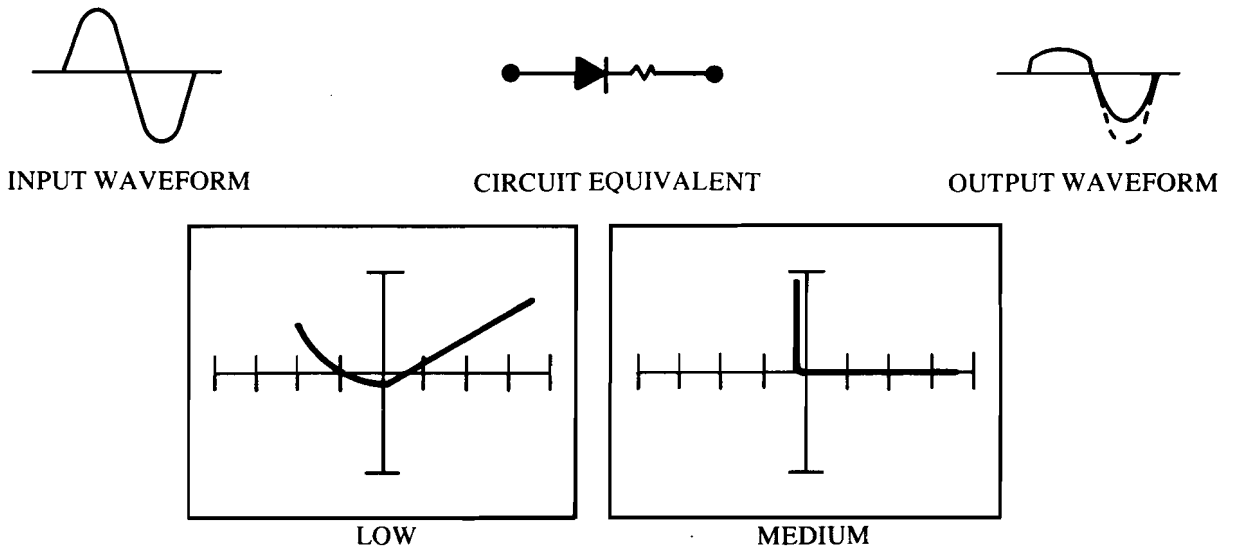 INPUT WAVEFORM
CIRCUIT EQUIVALENT
OUTPUT WAVEFORM
LOW
MEDIUM